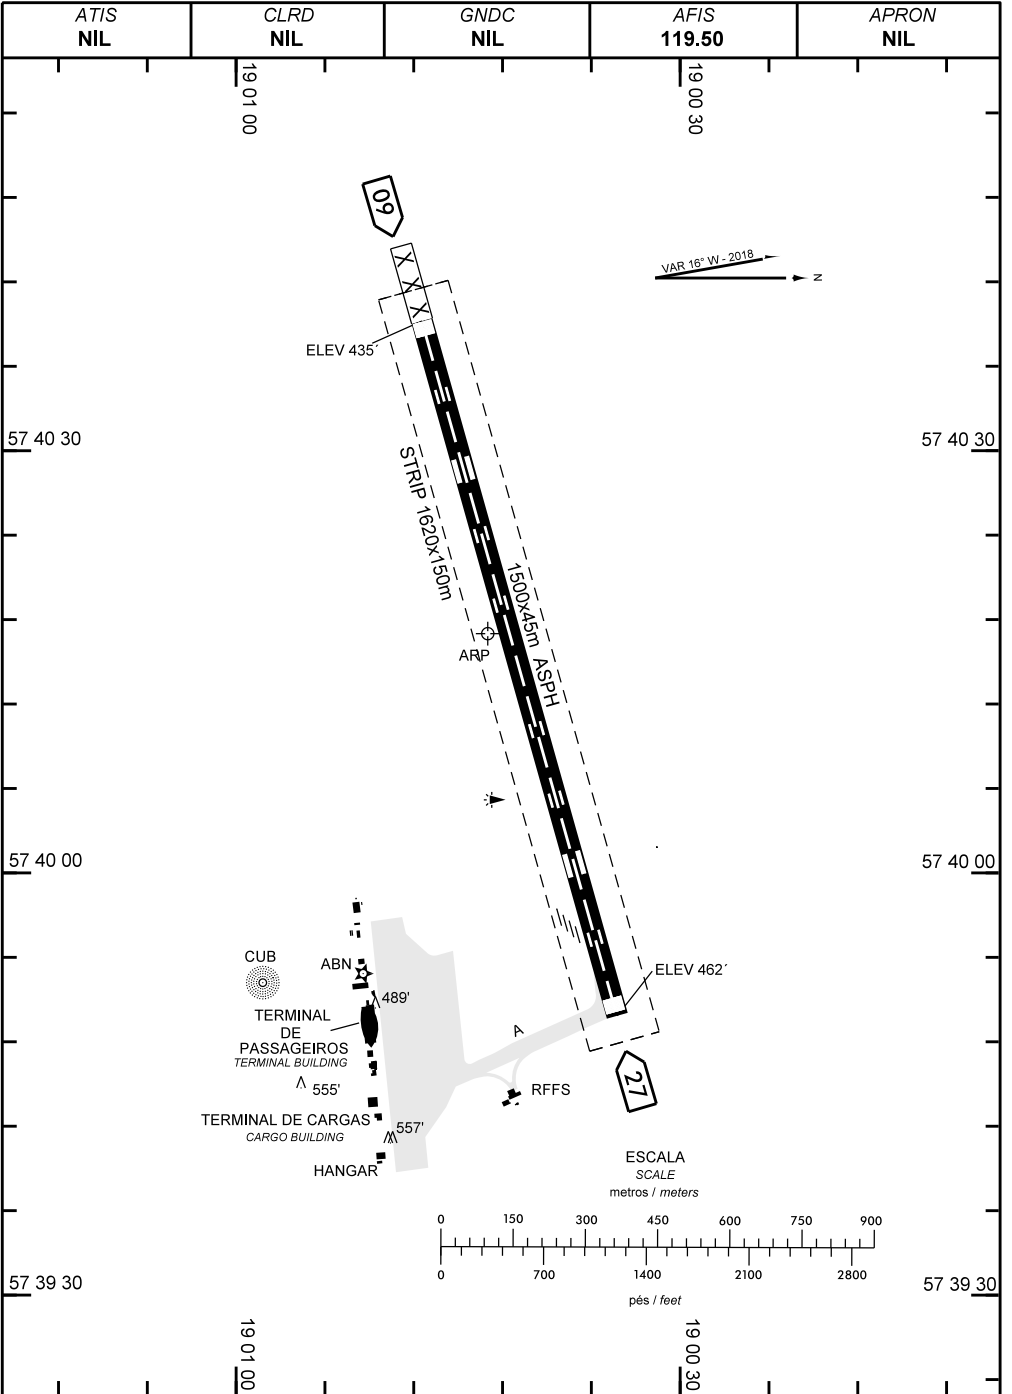 ATIS
NIL
CLRD
NIL
GNDC
NIL
AFIS
119.50
APRON
NIL
19 01 00
19 00 30
09
VAR 16° W - 2018
N
ELEV 435´
57 40 30
57 40 30
STRIP 1620x150m
1500x45m ASPH
ARP
57 40 00
57 40 00
CUB
ABN
489'
ELEV 462´
TERMINAL
DE
PASSAGEIROS
TERMINAL BUILDING
A
555'
RFFS
27
TERMINAL DE CARGAS
CARGO BUILDING
557'
HANGAR
ESCALA
SCALE
metros / meters
0 150 300 450 600 750 900
0 700 1400 2100 2800
pés / feet
57 39 30
57 39 30
19 01 00
19 00 30